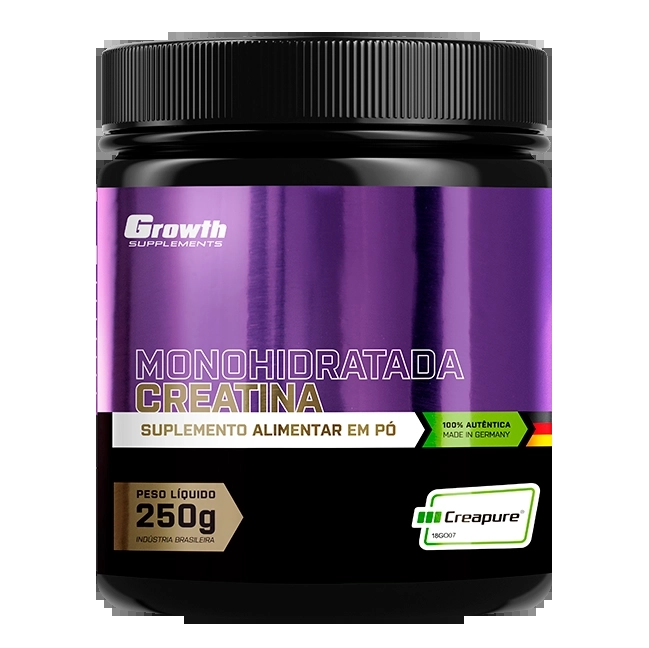 Growth
SUPPLEMENTS
MONOHIDRATADA
CREATINA
SUPLEMENTO ALIMENTAR EM PÓ
100% AUTÊNTICA
MADE IN GERMANY
PESO LÍQUIDO
250g
INDÚSTRIA BRASILEIRA
Creapure®
18GO07